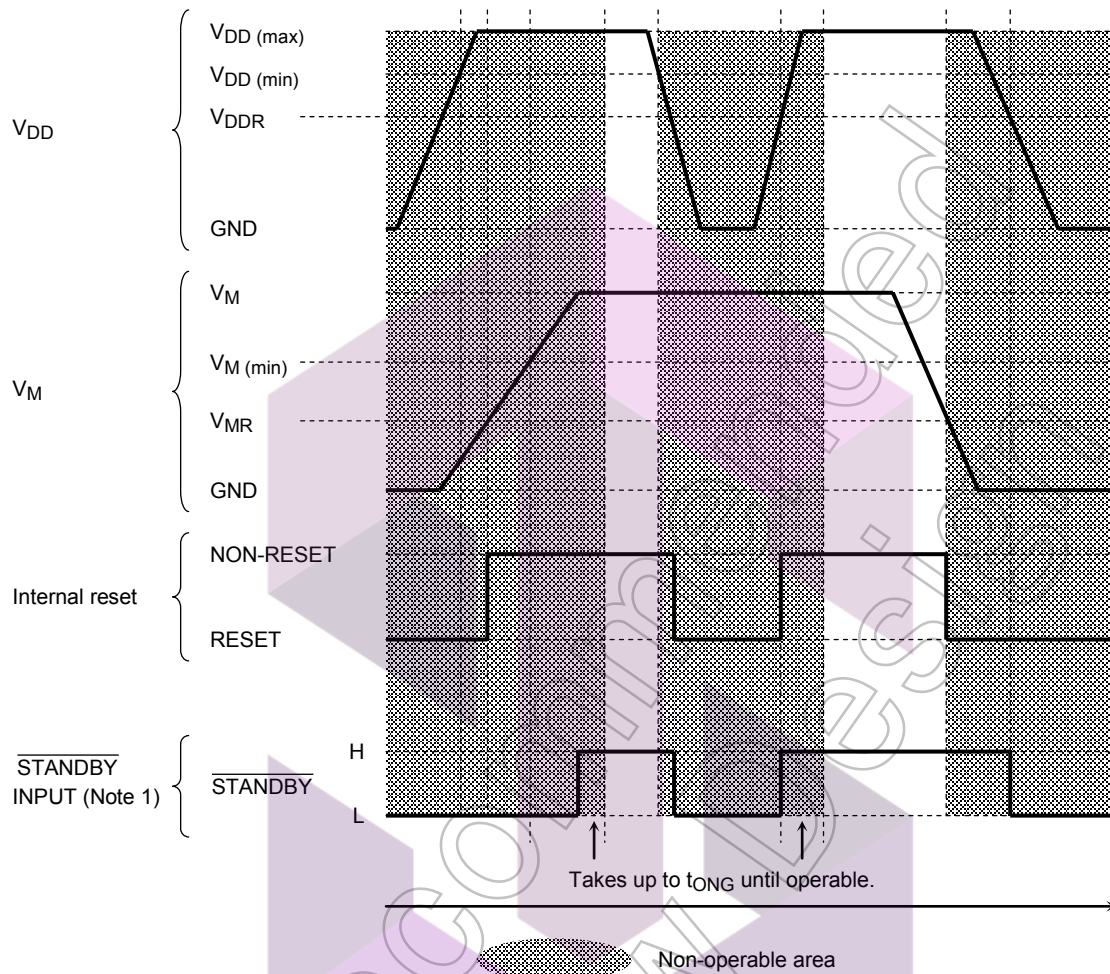 VDD
VDD (max)
VDD (min)
VDDR
GND
VM
VM
VM (min)
VMR
GND
Internal reset
NON-RESET
RESET
STANDBY
INPUT (Note 1)
STANDBY
H
L
Takes up to tONG until operable.
Non-operable area